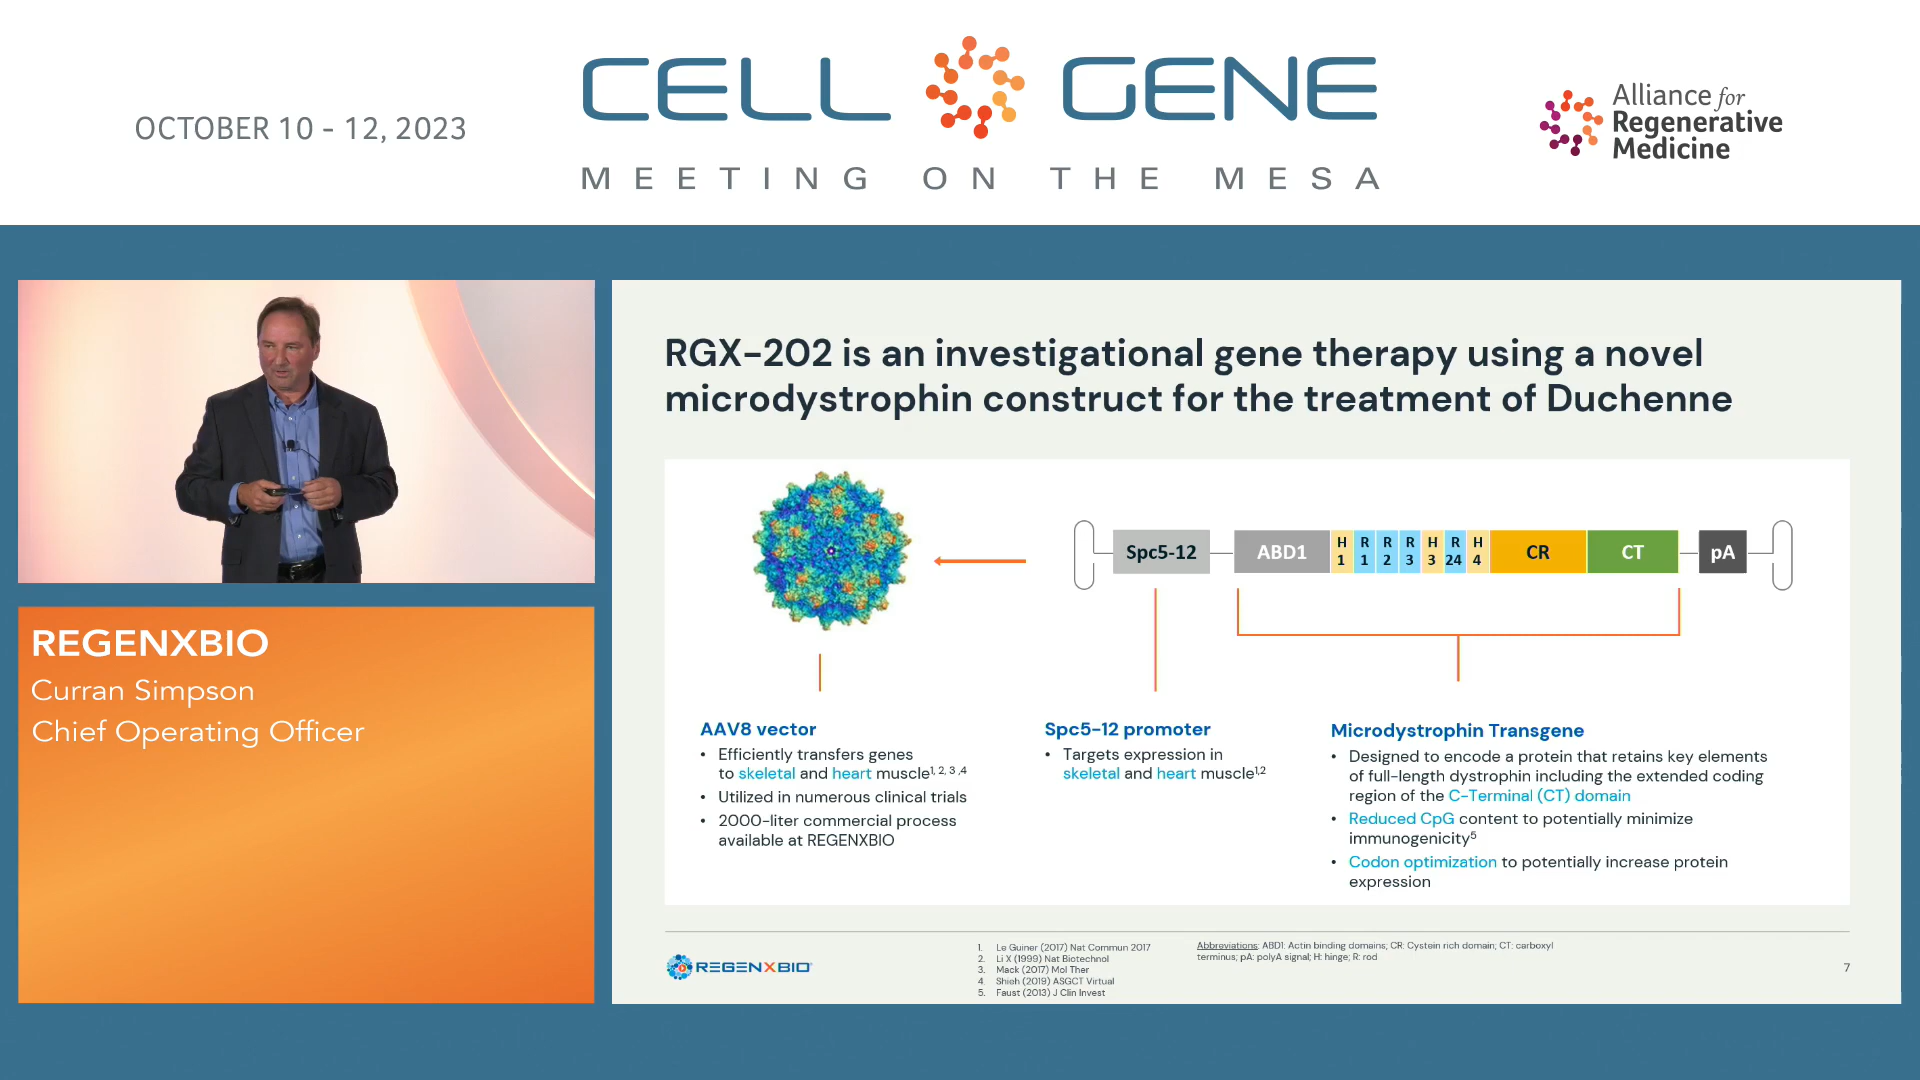 OCTOBER 10 - 12, 2023
CELL GENE
MEETING ON THE MESA
Alliance for
Regenerative
Medicine
REGENXBIO
Curran Simpson
Chief Operating Officer
RGX-202 is an investigational gene therapy using a novel
microdystrophin construct for the treatment of Duchenne
Spc5-12 ABD1 H1 R1 R2 R3 H3 R24 H4 CR CT pA
AAV8 vector
• Efficiently transfers genes
to skeletal and heart muscle1, 2, 3 ,4
• Utilized in numerous clinical trials
• 2000-liter commercial process
available at REGENXBIO
Spc5-12 promoter
• Targets expression in
skeletal and heart muscle1,2
Microdystrophin Transgene
• Designed to encode a protein that retains key elements
of full-length dystrophin including the extended coding
region of the C-Terminal (CT) domain
• Reduced CpG content to potentially minimize
immunogenicity5
• Codon optimization to potentially increase protein
expression
REGENXBIO
1. Le Guiner (2017) Nat Commun 2017
2. Li X (1999) Nat Biotechnol
3. Mack (2017) Mol Ther
4. Shieh (2019) ASGCT Virtual
5. Faust (2013) J Clin Invest
Abbreviations: ABD1: Actin binding domains; CR: Cystein rich domain; CT: carboxyl
terminus; pA: polyA signal; H: hinge; R: rod
7